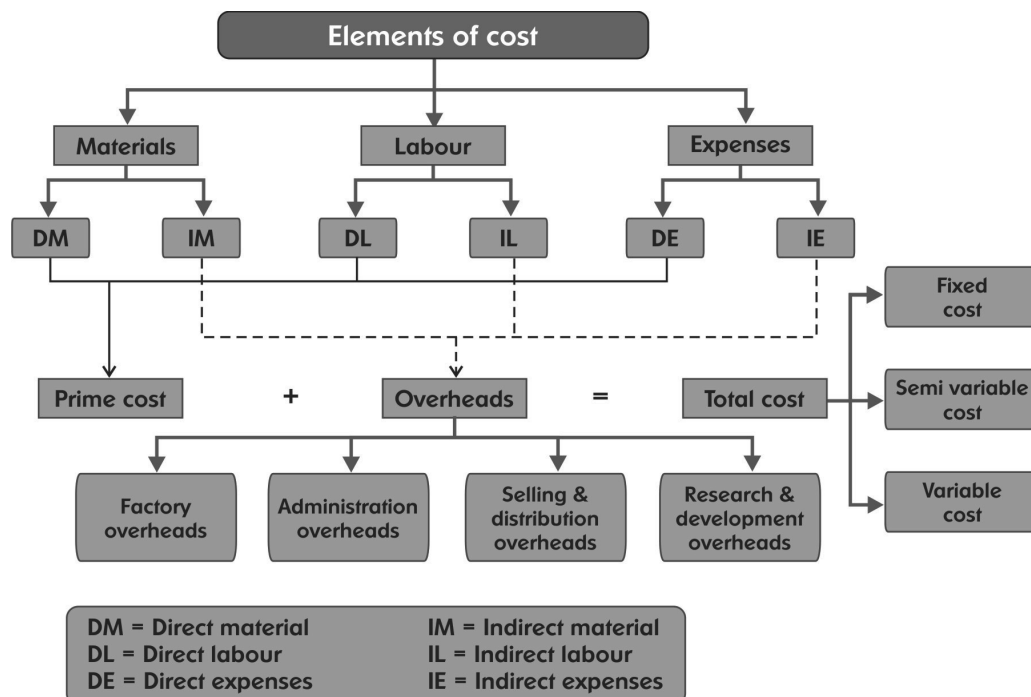 Elements of cost
Materials
Labour
Expenses
DM
IM
DL
IL
DE
IE
Fixed
cost
Prime cost
+
Overheads
=
Total cost
Semi variable
cost
Factory
overheads
Administration
overheads
Selling &
distribution
overheads
Research &
development
overheads
Variable
cost
DM = Direct material
IM = Indirect material
DL = Direct labour
IL = Indirect labour
DE = Direct expenses
IE = Indirect expenses